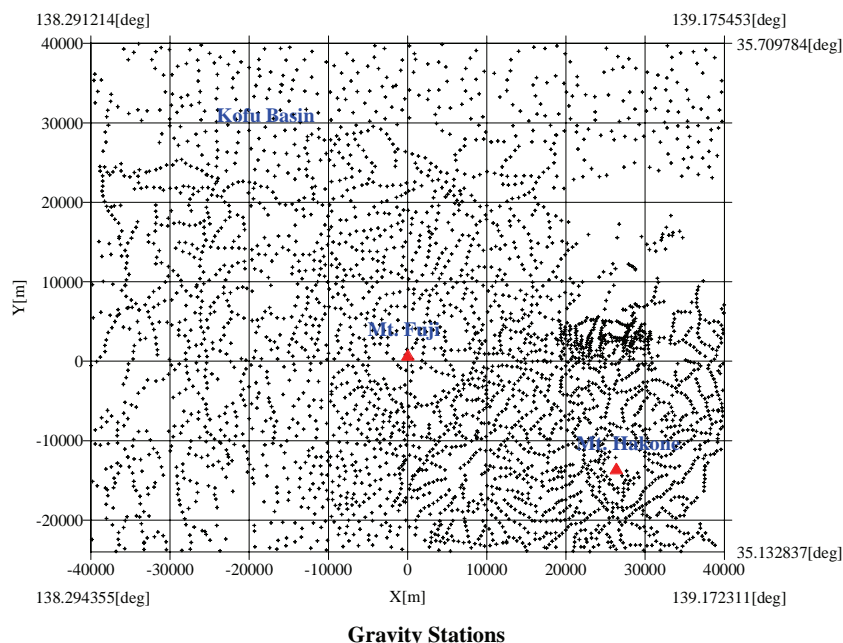 138.291214[deg] 139.175453[deg]
40000 35.709784[deg]
30000
Kofu Basin
20000
10000
Y[m]
Mt. Fuji
0
-10000
Mt. Hakone
-20000
35.132837[deg]
-40000 -30000 -20000 -10000 0 10000 20000 30000 40000
138.294355[deg] X[m] 139.172311[deg]
Gravity Stations